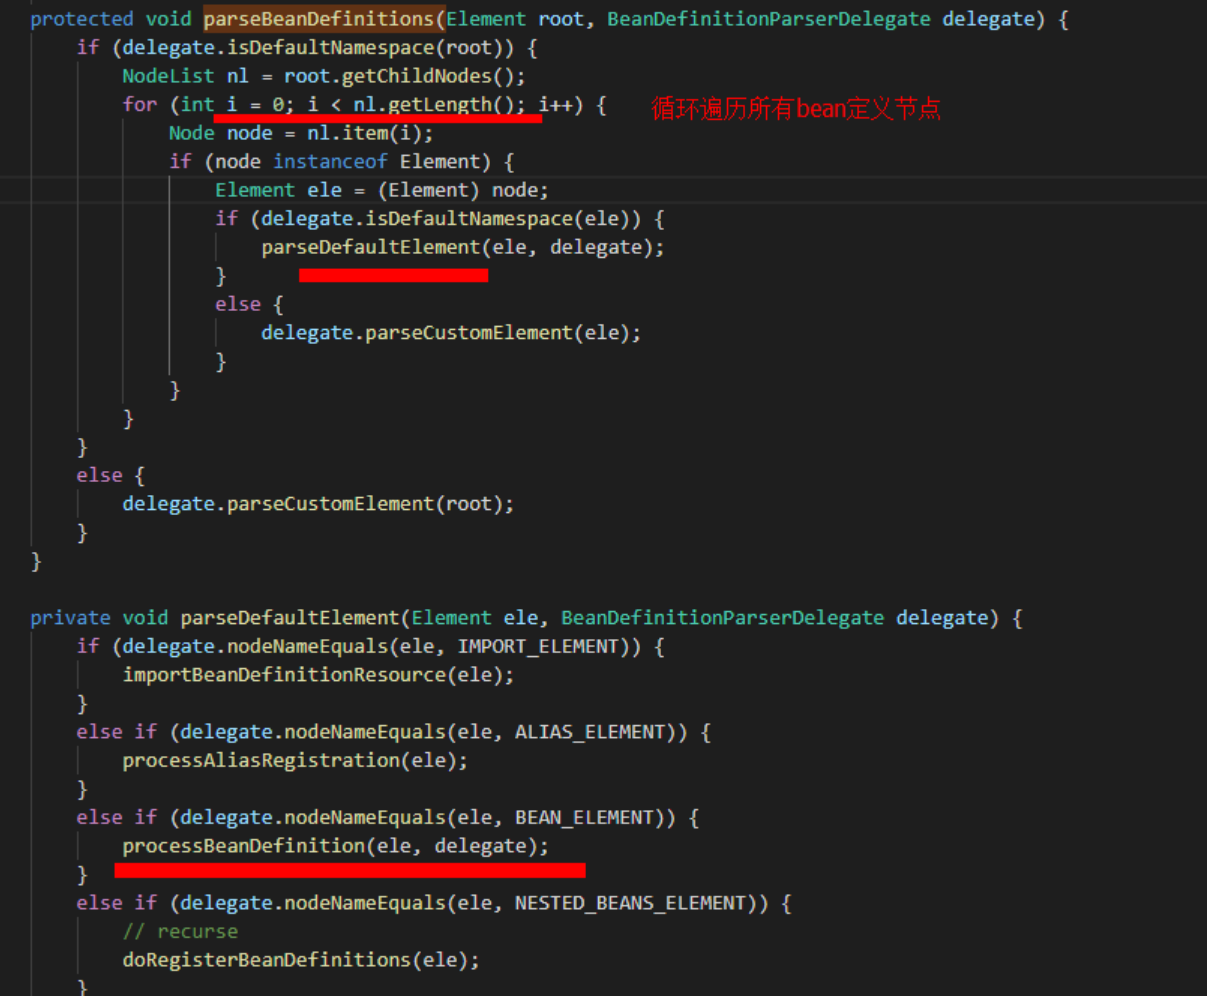 protected void parseBeanDefinitions(Element root, BeanDefinitionParserDelegate delegate) {
    if (delegate.isDefaultNamespace(root)) {
        NodeList nl = root.getChildNodes();
        for (int i = 0; i < nl.getLength(); i++) { 循环遍历所有bean定义节点
            Node node = nl.item(i);
            if (node instanceof Element) {
                Element ele = (Element) node;
                if (delegate.isDefaultNamespace(ele)) {
                    parseDefaultElement(ele, delegate);
                }
                else {
                    delegate.parseCustomElement(ele);
                }
            }
        }
    }
    else {
        delegate.parseCustomElement(root);
    }
}
private void parseDefaultElement(Element ele, BeanDefinitionParserDelegate delegate) {
    if (delegate.nodeNameEquals(ele, IMPORT_ELEMENT)) {
        importBeanDefinitionResource(ele);
    }
    else if (delegate.nodeNameEquals(ele, ALIAS_ELEMENT)) {
        processAliasRegistration(ele);
    }
    else if (delegate.nodeNameEquals(ele, BEAN_ELEMENT)) {
        processBeanDefinition(ele, delegate);
    }
    else if (delegate.nodeNameEquals(ele, NESTED_BEANS_ELEMENT)) {
        // recurse
        doRegisterBeanDefinitions(ele);
    }